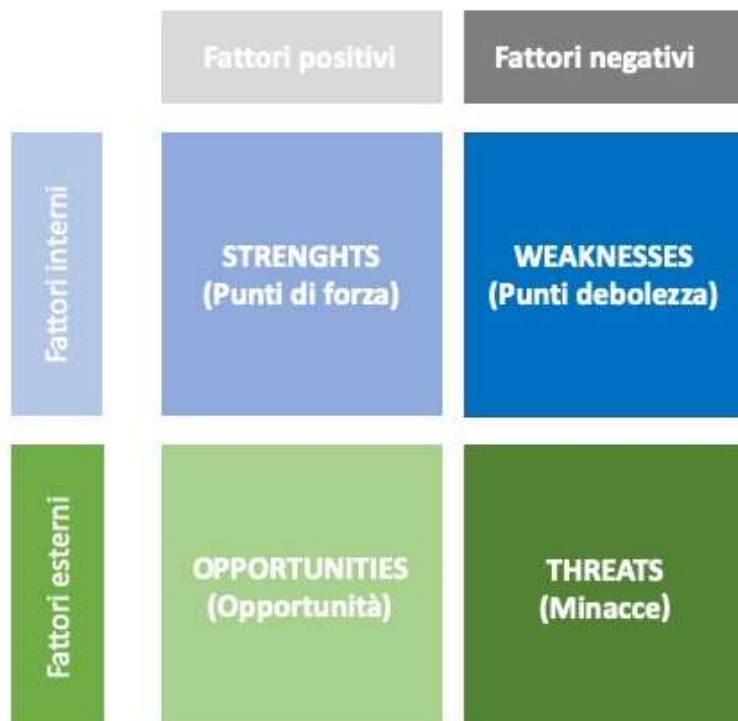 Fattori positivi
Fattori negativi
Fattori interni
STRENGHTS
(Punti di forza)
WEAKNESSES
(Punti debolezza)
Fattori esterni
OPPORTUNITIES
(Opportunità)
THREATS
(Minacce)